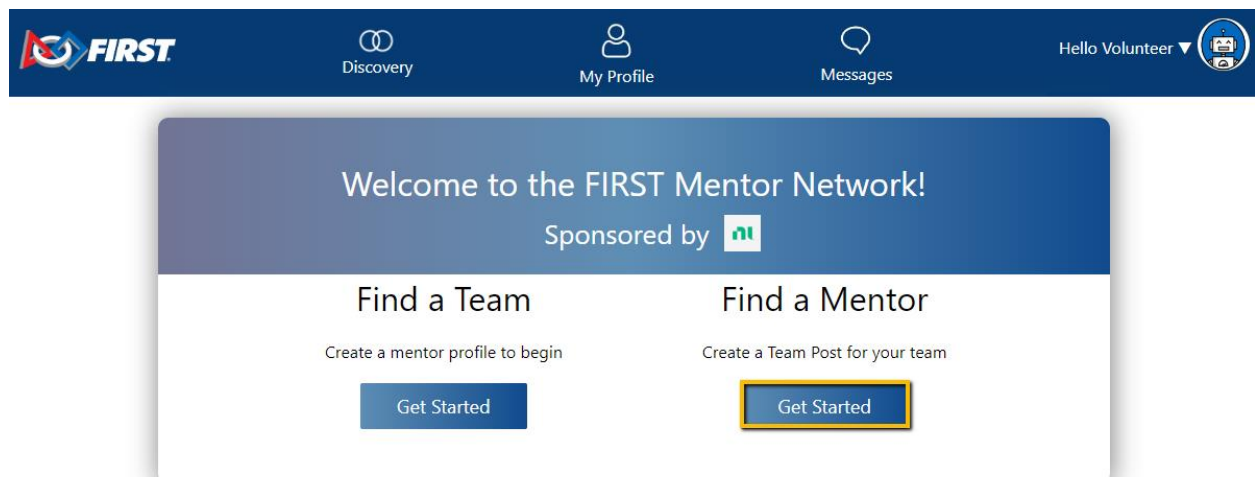 FIRST.
Discovery
My Profile
Messages
Hello Volunteer ▼
Welcome to the FIRST Mentor Network!
Sponsored by ni
Find a Team
Find a Mentor
Create a mentor profile to begin
Create a Team Post for your team
Get Started
Get Started